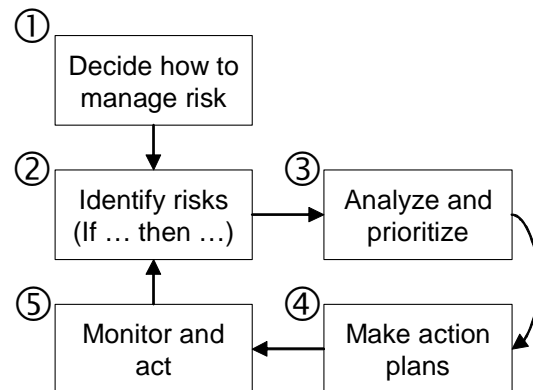 ①
Decide how to
manage risk
②
Identify risks
(If … then …)
③
Analyze and
prioritize
④
Make action
plans
⑤
Monitor and
act